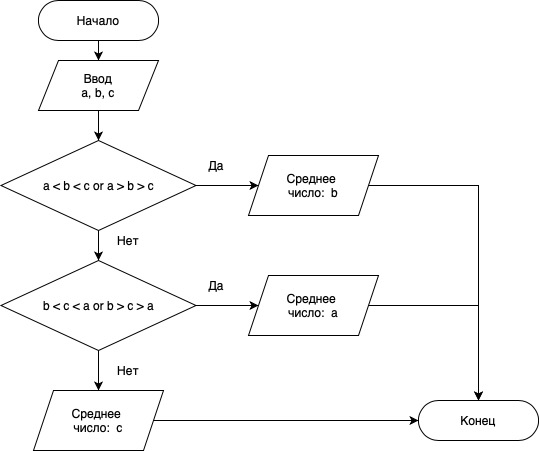 Начало
Ввод
a, b, c
a < b < c or a > b > c
Да
Среднее
число: b
Нет
b < c < a or b > c > a
Да
Среднее
число: a
Нет
Среднее
число: c
Конец